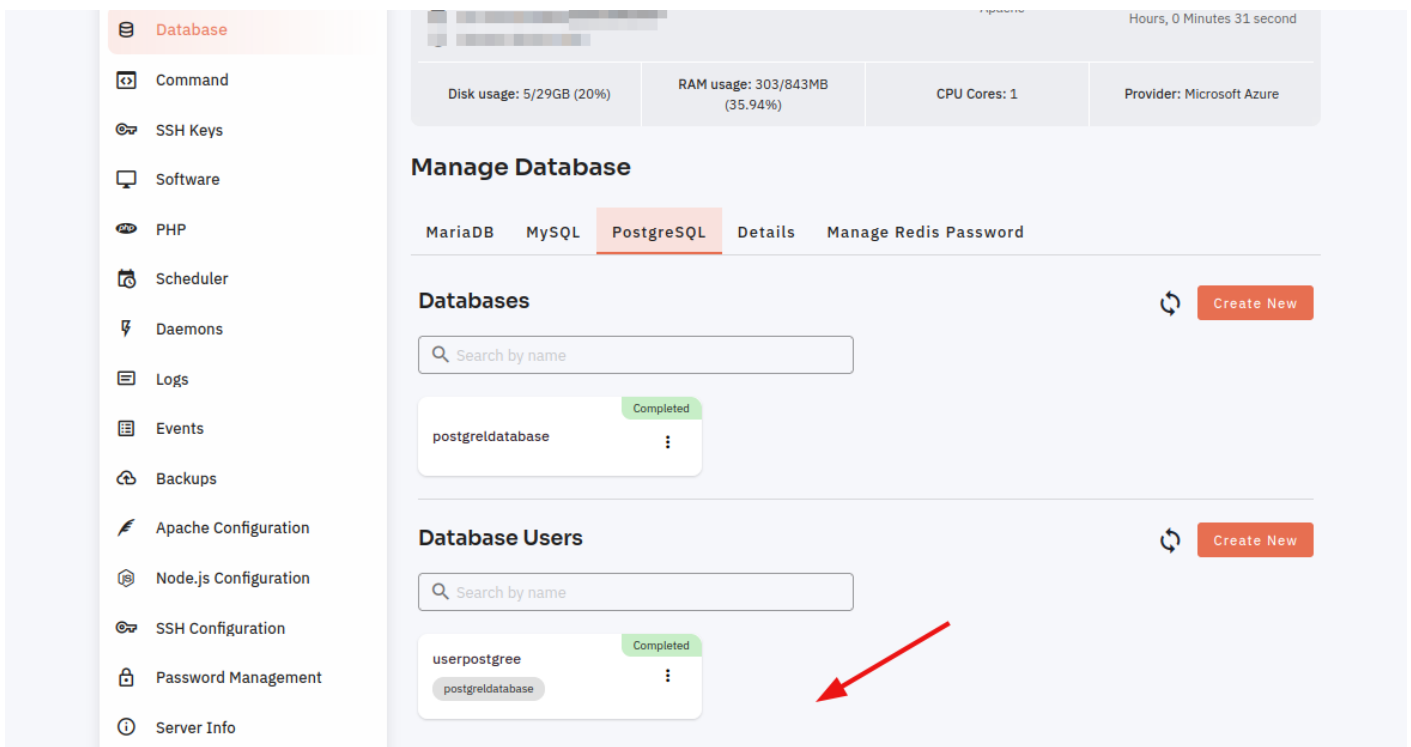 Database
Command
SSH Keys
Software
PHP
Scheduler
Daemons
Logs
Events
Backups
Apache Configuration
Node.js Configuration
SSH Configuration
Password Management
Server Info
Hours, 0 Minutes 31 second
Disk usage: 5/29GB (20%)
RAM usage: 303/843MB
(35.94%)
CPU Cores: 1
Provider: Microsoft Azure
Manage Database
MariaDB MySQL PostgreSQL Details Manage Redis Password
Databases
Create New
Search by name
Completed
postgreldatabase
Database Users
Create New
Search by name
Completed
userpostgree
postgreldatabase